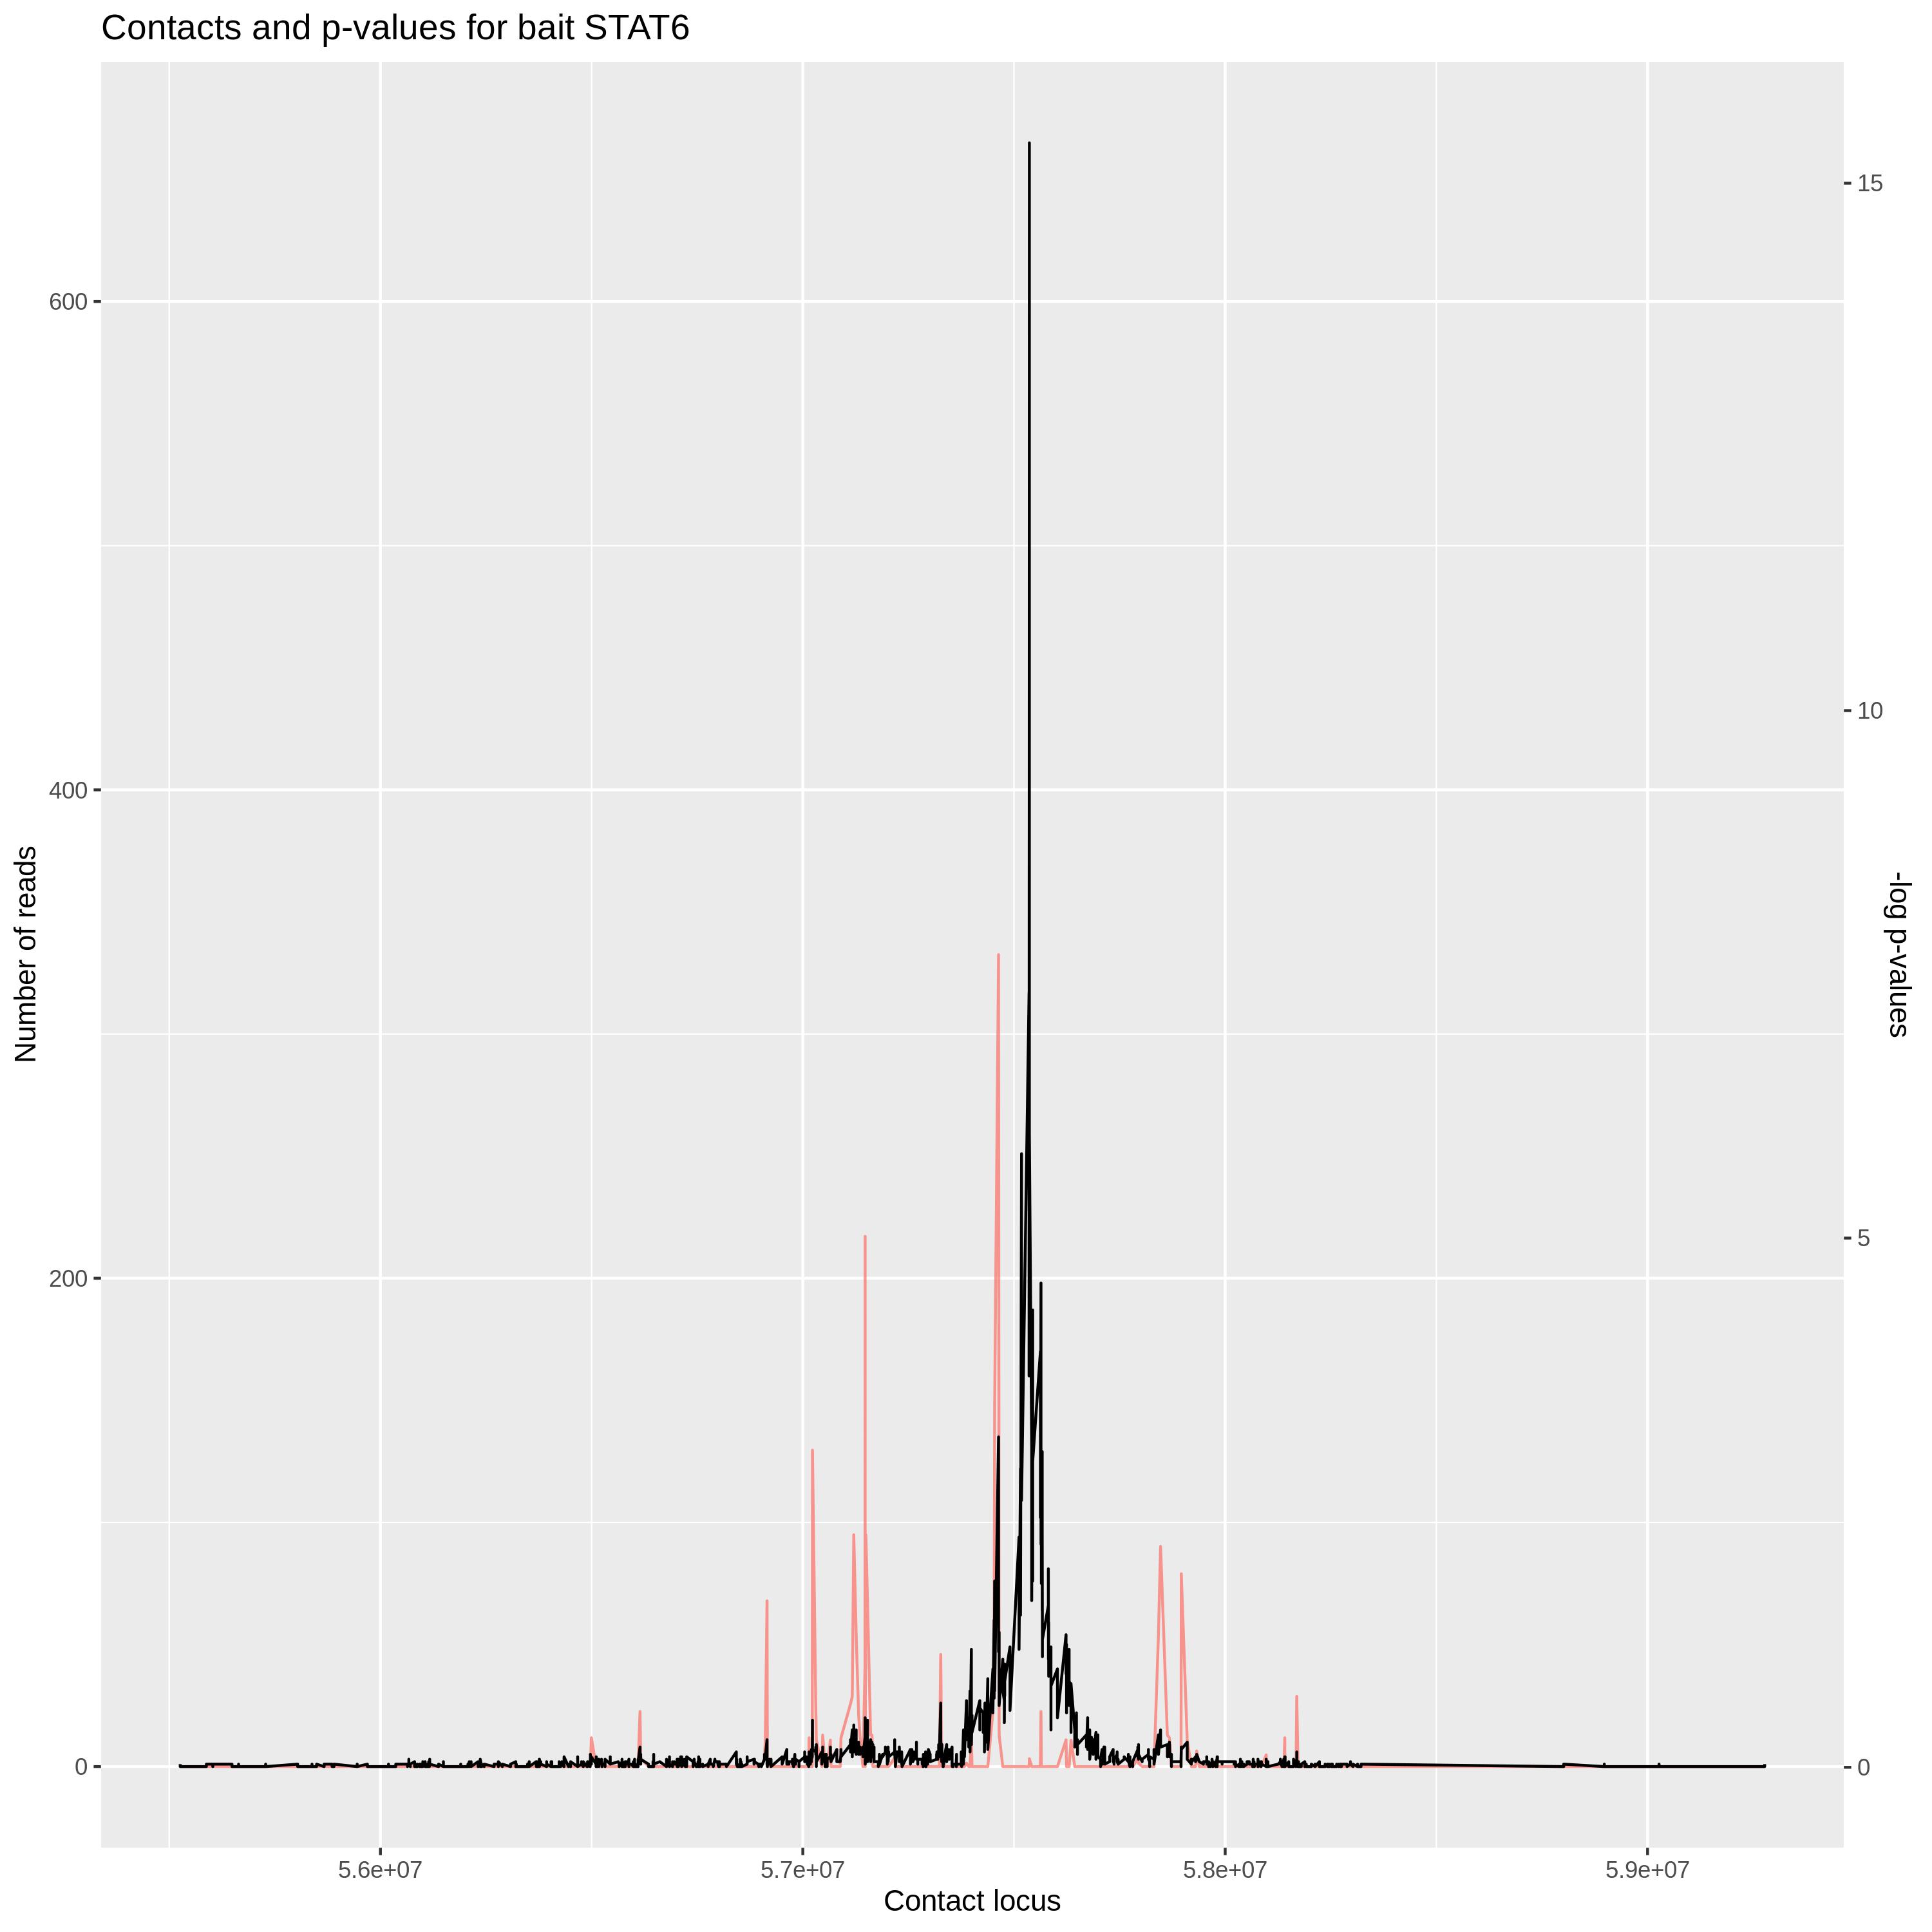 Contacts and p-values for bait STAT6
600
400
200
0
Number of reads
15
10
5
0
-log p-values
5.6e+07
5.7e+07
5.8e+07
5.9e+07
Contact locus